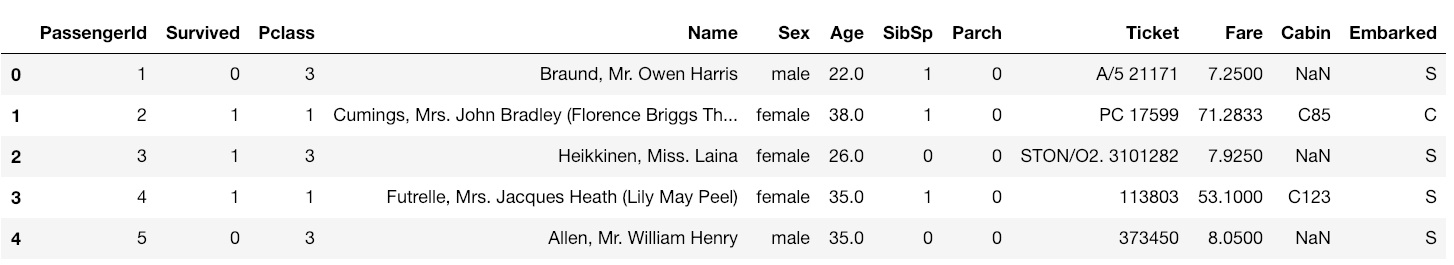 PassengerId Survived Pclass Name Sex Age SibSp Parch Ticket Fare Cabin Embarked
0 1 0 3 Braund, Mr. Owen Harris male 22.0 1 0 A/5 21171 7.2500 NaN S
1 2 1 1 Cumings, Mrs. John Bradley (Florence Briggs Th... female 38.0 1 0 PC 17599 71.2833 C85 C
2 3 1 3 Heikkinen, Miss. Laina female 26.0 0 0 STON/O2. 3101282 7.9250 NaN S
3 4 1 1 Futrelle, Mrs. Jacques Heath (Lily May Peel) female 35.0 1 0 113803 53.1000 C123 S
4 5 0 3 Allen, Mr. William Henry male 35.0 0 0 373450 8.0500 NaN S